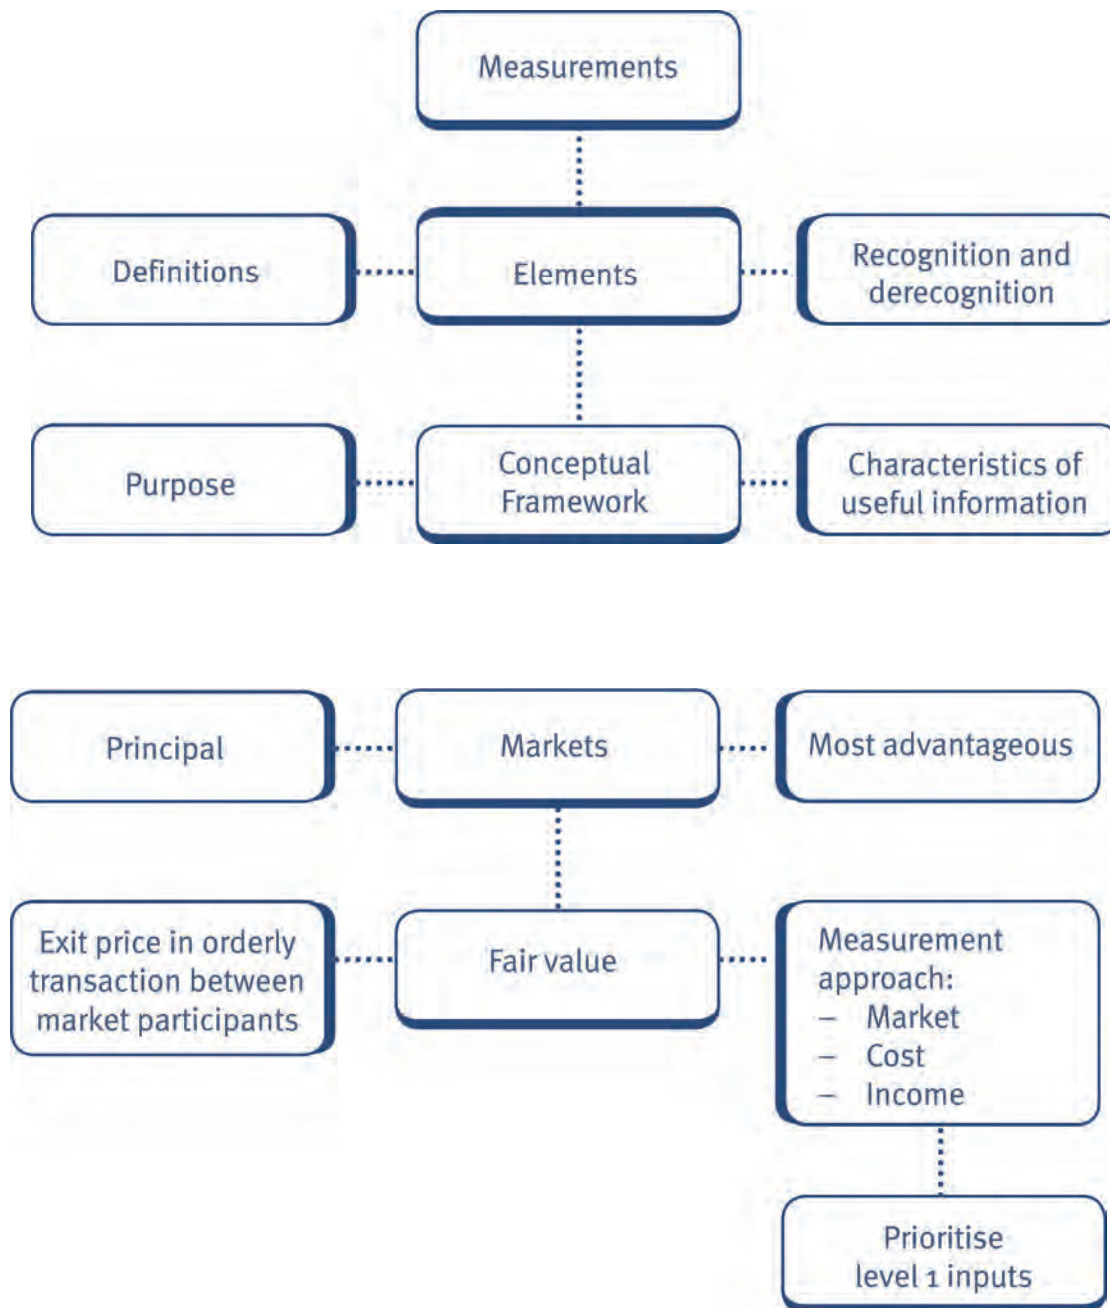 Measurements
Definitions
Elements
Recognition and
derecognition
Purpose
Conceptual
Framework
Characteristics of
useful information
Principal
Markets
Most advantageous
Exit price in orderly
transaction between
market participants
Fair value
Measurement
approach:
– Market
– Cost
– Income
Prioritise
level 1 inputs